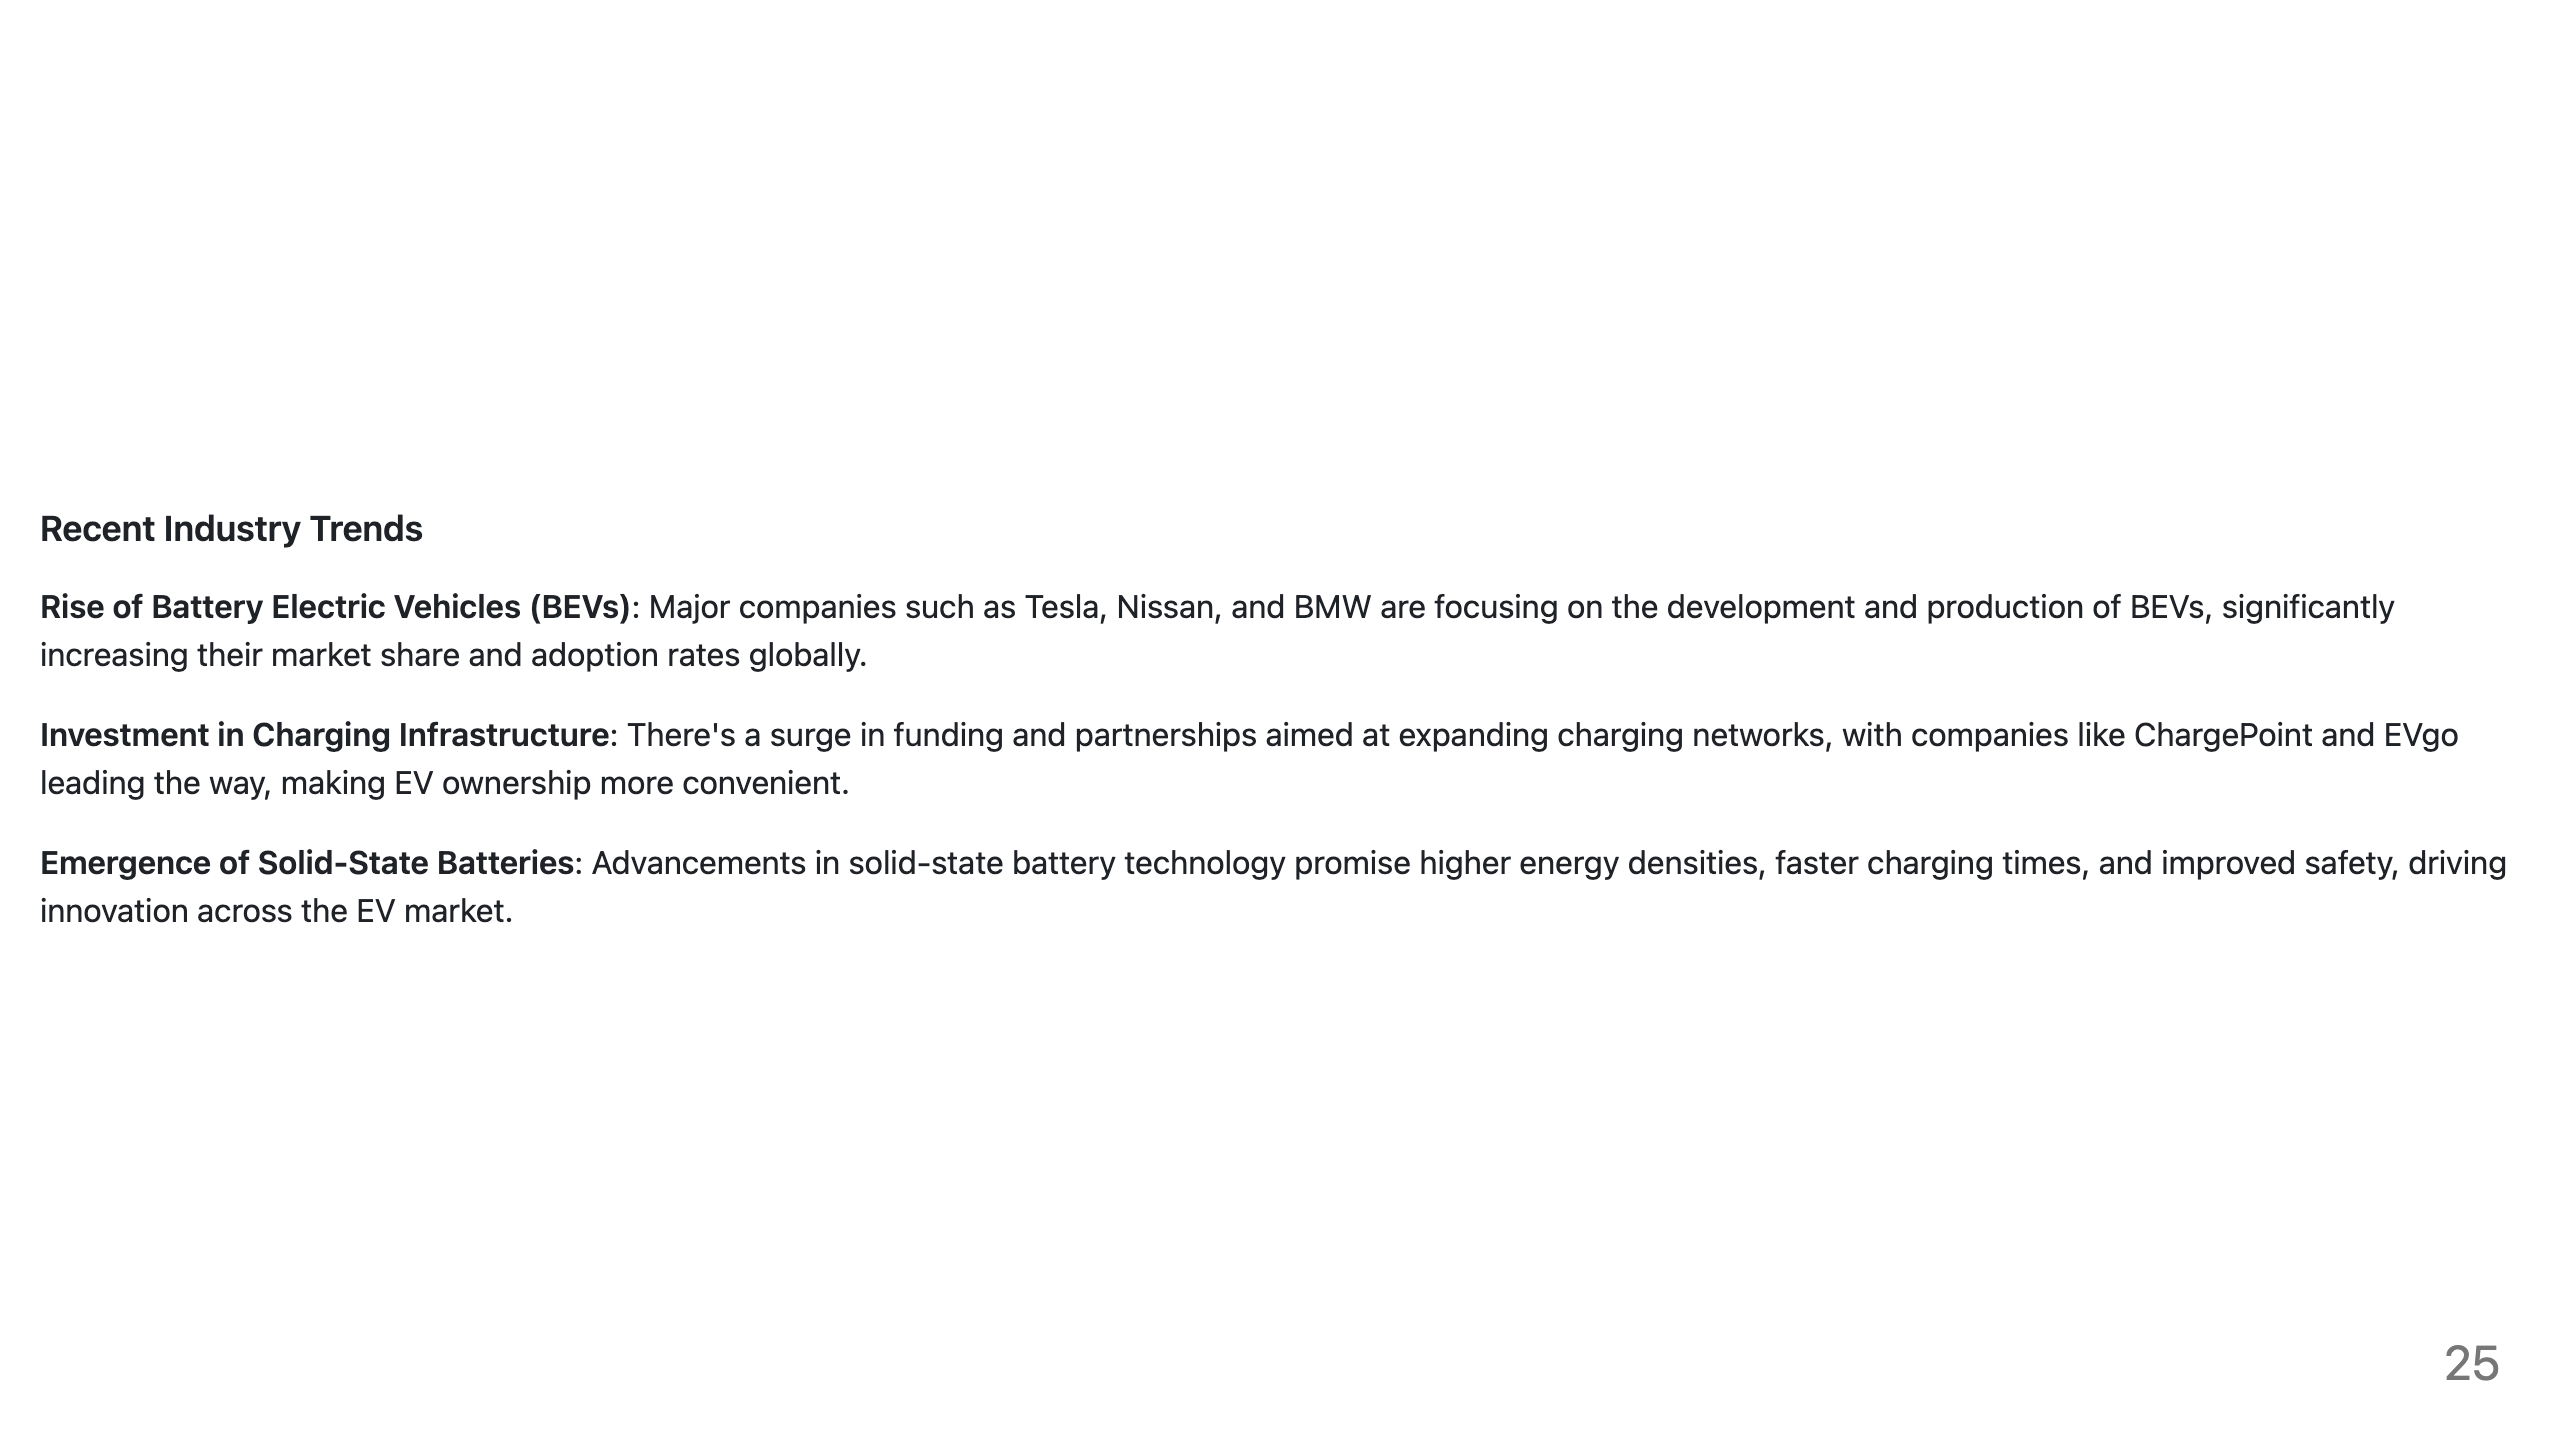 Recent Industry Trends
Rise of Battery Electric Vehicles (BEVs): Major companies such as Tesla, Nissan, and BMW are focusing on the development and production of BEVs, significantly
increasing their market share and adoption rates globally.
Investment in Charging Infrastructure: There's a surge in funding and partnerships aimed at expanding charging networks, with companies like ChargePoint and EVgo
leading the way, making EV ownership more convenient.
Emergence of Solid-State Batteries: Advancements in solid-state battery technology promise higher energy densities, faster charging times, and improved safety, driving
innovation across the EV market.
25